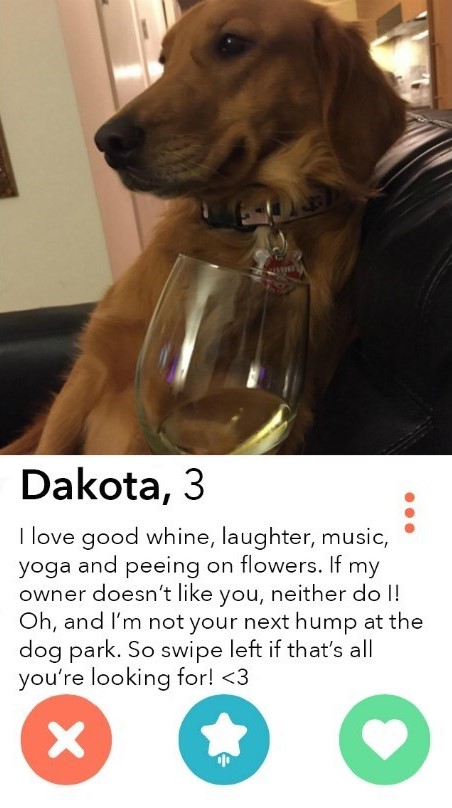 Dakota, 3
I love good whine, laughter, music,
yoga and peeing on flowers. If my
owner doesn't like you, neither do I!
Oh, and I'm not your next hump at the
dog park. So swipe left if that's all
you're looking for! <3